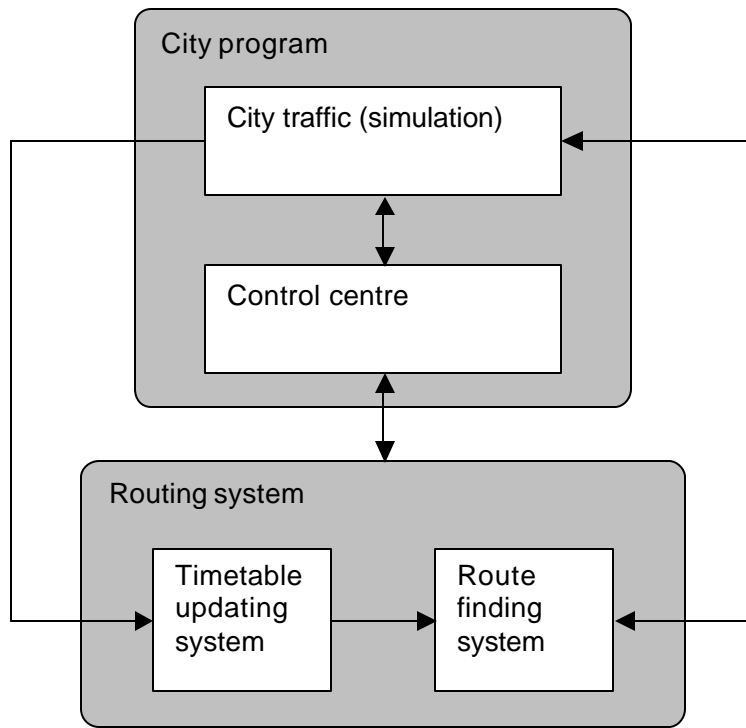 City program
City traffic (simulation)
Control centre
Routing system
Timetable
updating
system
Route
finding
system